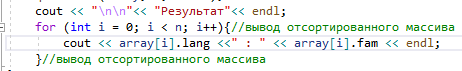 cout << "\n\n"<< "Результат"<< endl;
for (int i = 0; i < n; i++){//вывод отсортированного массива
cout << array[i].lang <<" : " << array[i].fam << endl;
}//вывод отсортированного массива